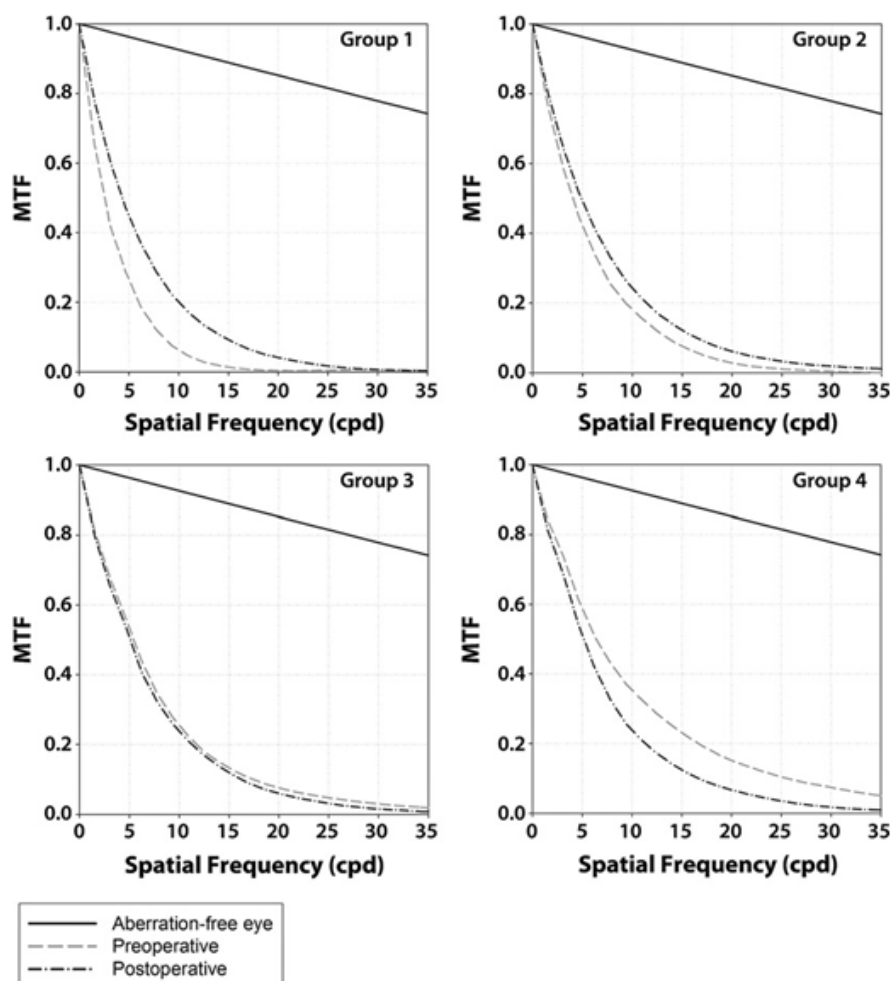 Group 1
1.0
0.8
0.6
0.4
0.2
0.0
MTF
0 5 10 15 20 25 30 35
Spatial Frequency (cpd)
Group 2
1.0
0.8
0.6
0.4
0.2
0.0
MTF
0 5 10 15 20 25 30 35
Spatial Frequency (cpd)
Group 3
1.0
0.8
0.6
0.4
0.2
0.0
MTF
0 5 10 15 20 25 30 35
Spatial Frequency (cpd)
Group 4
1.0
0.8
0.6
0.4
0.2
0.0
MTF
0 5 10 15 20 25 30 35
Spatial Frequency (cpd)
Aberration-free eye
Preoperative
Postoperative